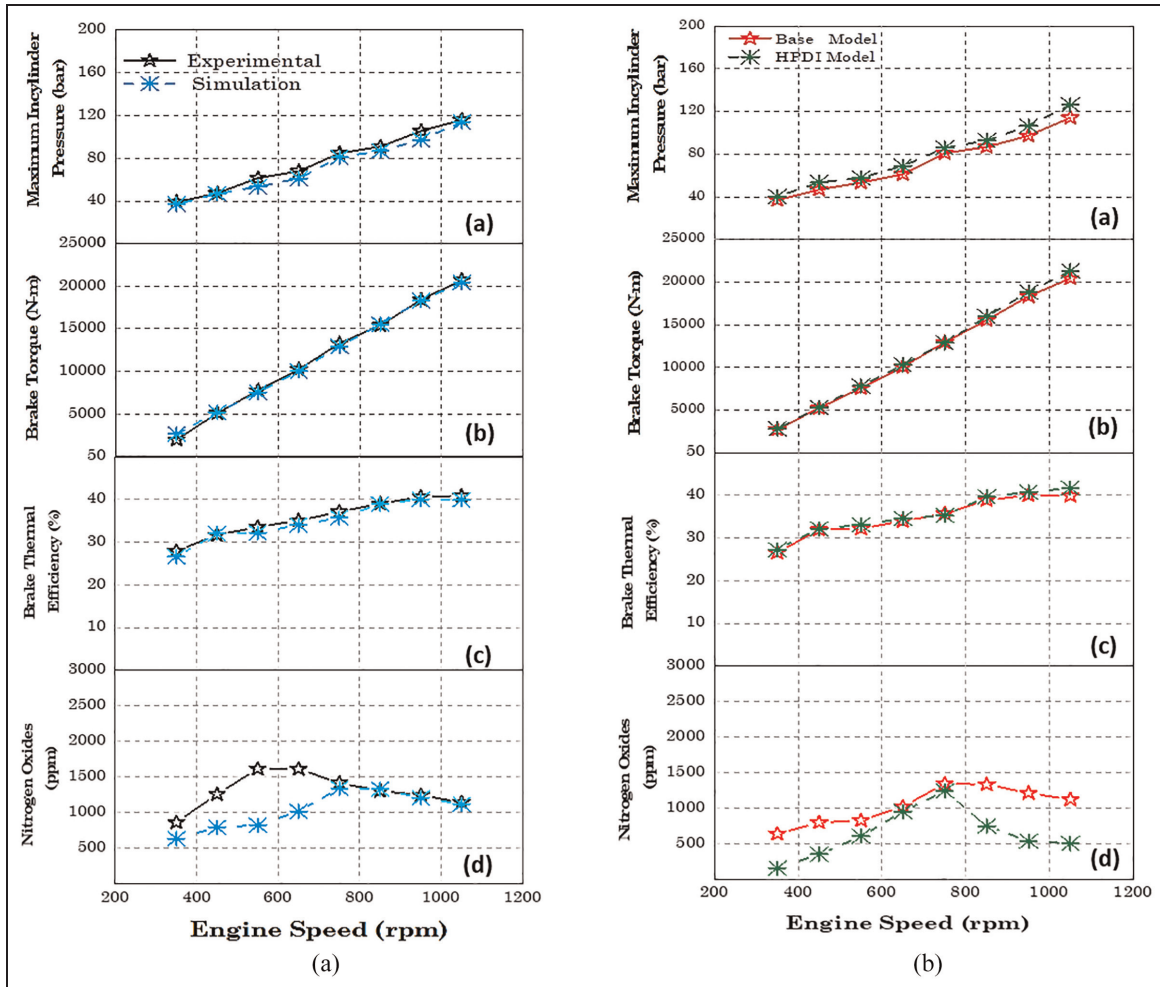 200
160
120
80
40
25000
20000
15000
10000
5000
50
40
30
20
10
3000
2500
2000
1500
1000
500
Maximum Incylinder
Pressure (bar)
Brake Torque (N-m)
Brake Thermal
Efficiency (%)
Nitrogen Oxides
(ppm)
Experimental
Simulation
(a)
(b)
(c)
(d)
200 400 600 800 1000 1200
Engine Speed (rpm)
(a)
200
160
120
80
40
25000
20000
15000
10000
5000
50
40
30
20
10
3000
2500
2000
1500
1000
500
Maximum Incylinder
Pressure (bar)
Brake Torque (N-m)
Brake Thermal
Efficiency (%)
Nitrogen Oxides
(ppm)
Base Model
HPDI Model
(a)
(b)
(c)
(d)
200 400 600 800 1000 1200
Engine Speed (rpm)
(b)